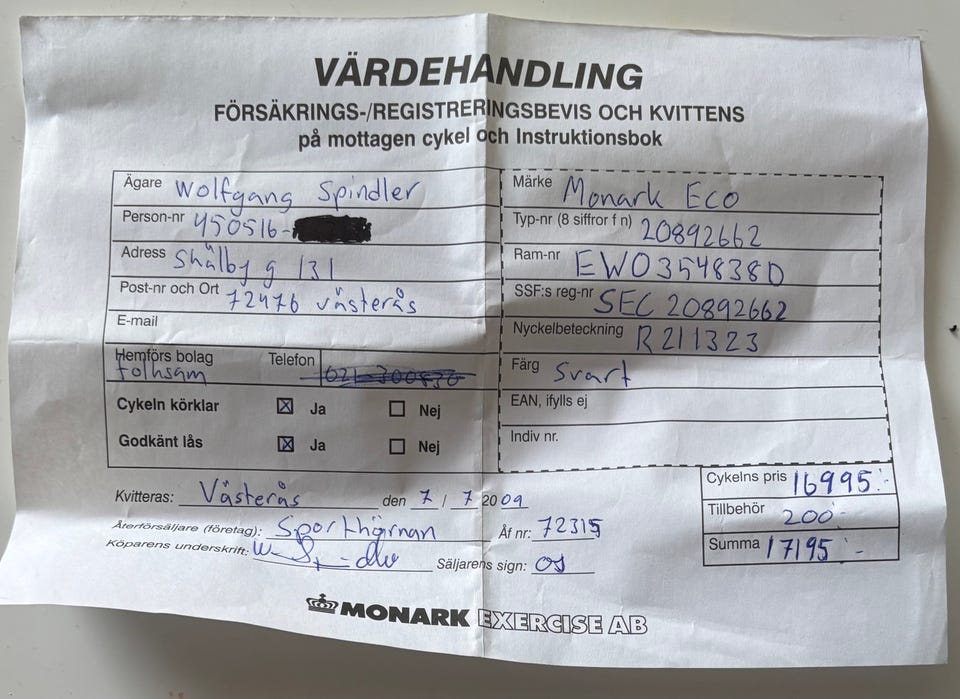 VÄRDEHANDLING
FÖRSÄKRINGS-/REGISTRERINGSBEVIS OCH KVITTENS
på mottagen cykel och Instruktionsbok
Ägare Wolfgang Spindler
Person-nr 450516-
Adress Skälby g 131
Post-nr och Ort 72476 Västerås
E-mail
Hemförs bolag Folksam Telefon
Cykeln körklar Ja Nej
Godkänt lås Ja Nej
Märke Monark Eco
Typ-nr (8 siffror f n) 20892662
Ram-nr EWO3548380
SSF:s reg-nr SEC 20892662
Nyckelbeteckning R211323
Färg Svart
EAN, ifylls ej
Indiv nr.
Kvitteras: Västerås den 7 / 7 2009
Återförsäljare (företag): Sporthörnan Åf nr: 72315
Köparens underskrift: Säljarens sign: OJ
Cykelns pris 16995:-
Tillbehör 200:-
Summa 17195:-
MONARK EXERCISE AB